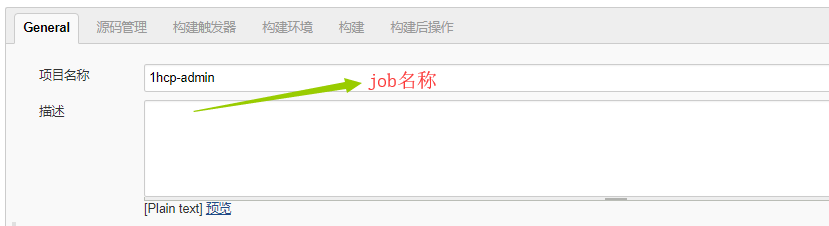 General 源码管理 构建触发器 构建环境 构建 构建后操作
项目名称 1hcp-admin
job名称
描述
[Plain text] 预览